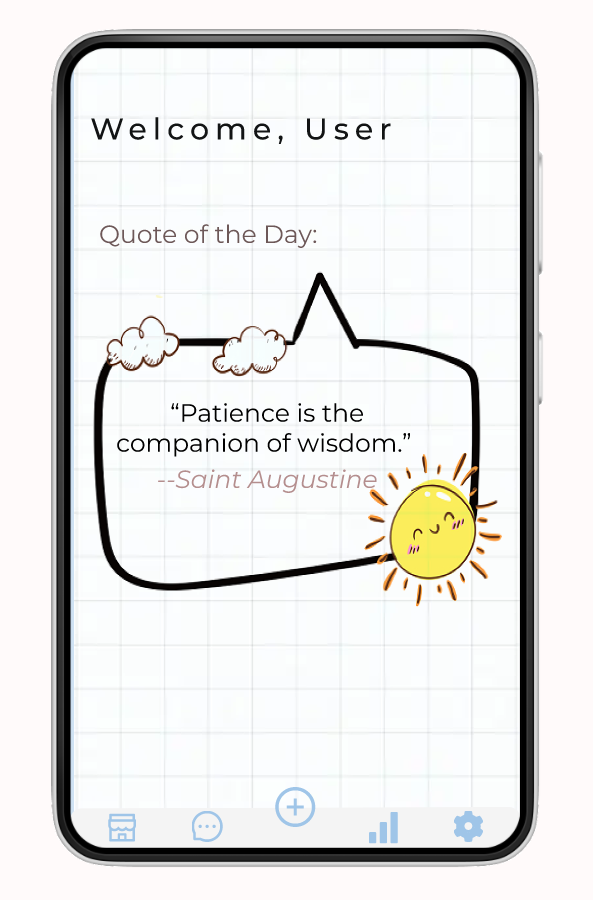 Welcome, User
Quote of the Day:
“Patience is the
companion of wisdom.”
--Saint Augustine